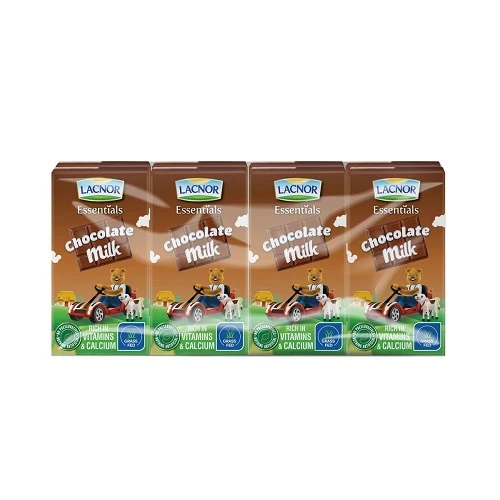 LACNOR
Essentials
Chocolate
Milk
RICH IN
VITAMINS
& CALCIUM
GRASS
FED
LACNOR
Essentials
Chocolate
Milk
RICH IN
VITAMINS
& CALCIUM
GRASS
FED
LACNOR
Essentials
Chocolate
Milk
RICH IN
VITAMINS
& CALCIUM
GRASS
FED
LACNOR
Essentials
Chocolate
Milk
RICH IN
VITAMINS
& CALCIUM
GRASS
FED